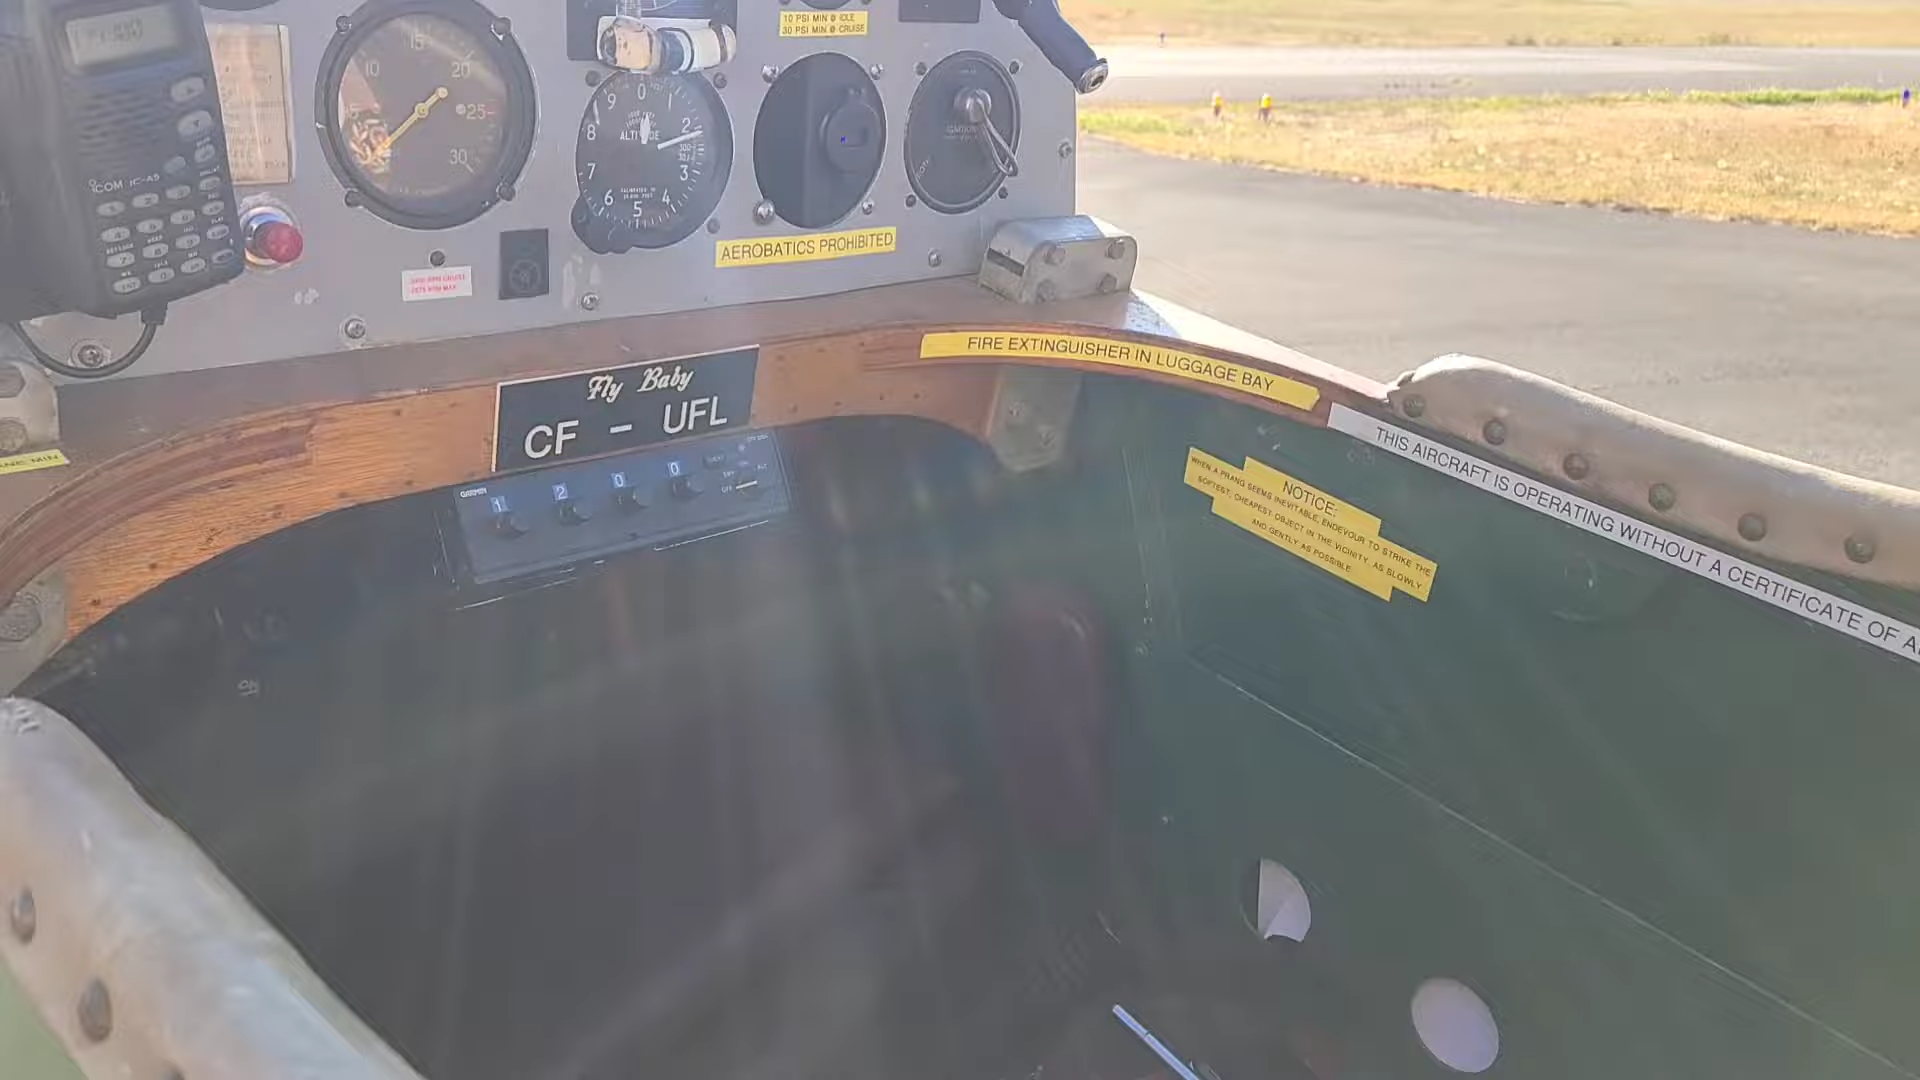 10 PSI MIN @ IDLE
30 PSI MIN @ CRUISE
15
10
20
5
25
30
ICOM IC-A5
0
1
2
3
4
5
6
7
8
9
ALTITUDE
IGNITION
AEROBATICS PROHIBITED
Fly Baby
CF - UFL
FIRE EXTINGUISHER IN LUGGAGE BAY
GARMIN
1 2 0 0
ALT
OFF
NOTICE:
WHEN A PRANG SEEMS INEVITABLE, ENDEVOUR TO STRIKE THE
SOFTEST, CHEAPEST OBJECT IN THE VICINITY, AS SLOWLY
AND GENTLY AS POSSIBLE.
THIS AIRCRAFT IS OPERATING WITHOUT A CERTIFICATE OF